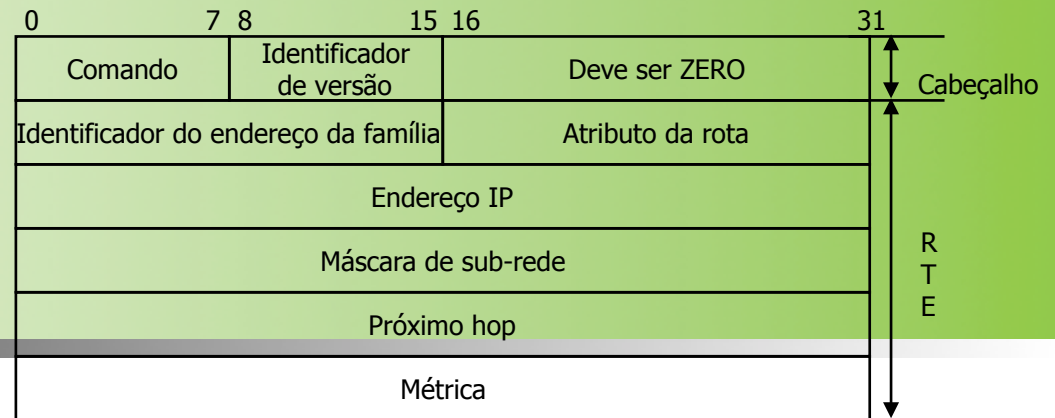 0 7 8 15 16 31
Comando
Identificador
de versão
Deve ser ZERO
Cabeçalho
Identificador do endereço da família
Atributo da rota
Endereço IP
Máscara de sub-rede
Próximo hop
Métrica
R
T
E